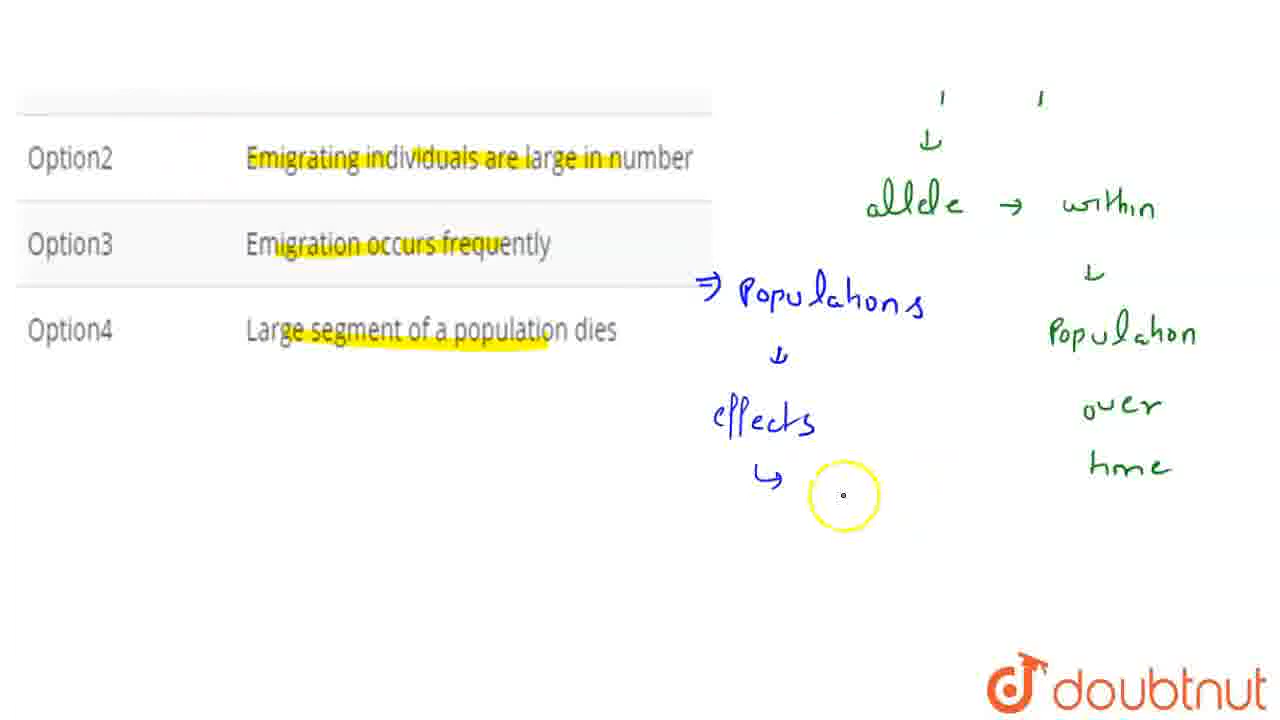 Option2 Emigrating individuals are large in number
Option3 Emigration occurs frequently
Option4 Large segment of a population dies
allele → within
↓
Population
over
time
⇒ Populations
↓
effects
↳
doubtnut